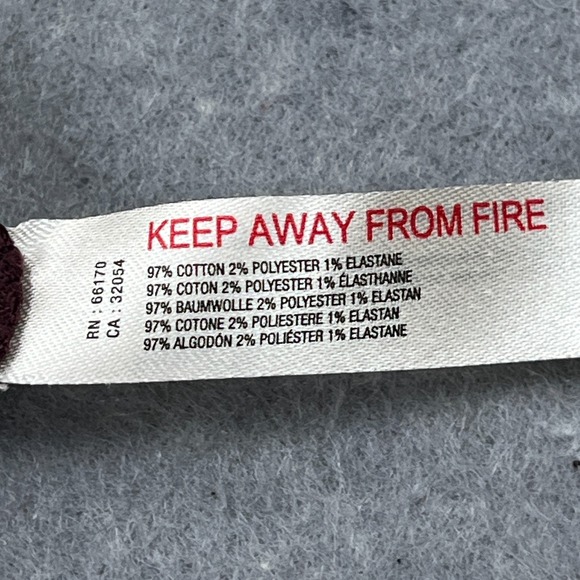 KEEP AWAY FROM FIRE
97% COTTON 2% POLYESTER 1% ELASTANE
97% COTON 2% POLYESTER 1% ÉLASTHANNE
97% BAUMWOLLE 2% POLYESTER 1% ELASTAN
97% COTONE 2% POLIESTERE 1% ELASTAN
97% ALGODÓN 2% POLIÉSTER 1% ELASTANE
RN : 66170
CA : 32054